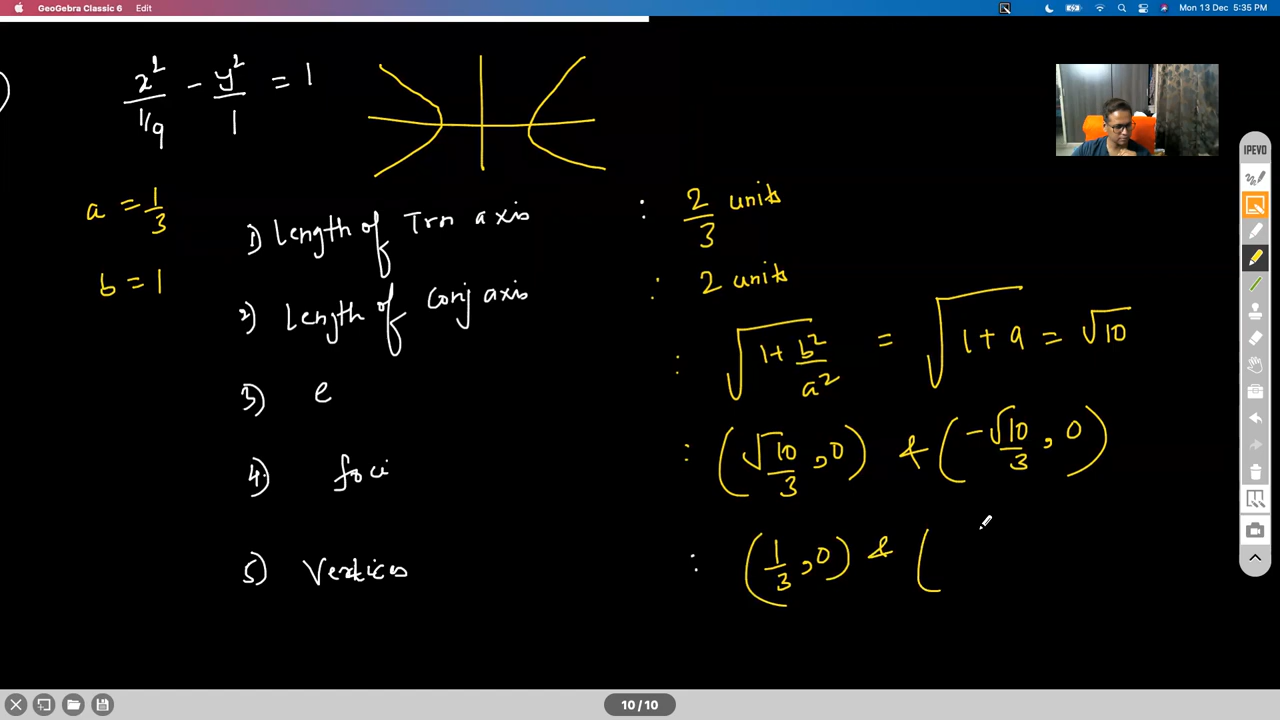 GeoGebra Classic 6 Edit Mon 13 Dec 5:35 PM
x²/1/9 - y²/1 = 1
IPEVO
a = 1/3
1) Length of Trn axis : 2/3 units
b = 1
2) Length of Conj axis : 2 units
3) e : √1 + b²/a² = √1 + 9 = √10
4) foci : (√10/3, 0) & (-√10/3, 0)
5) Vertices : (1/3, 0) & (
10 / 10